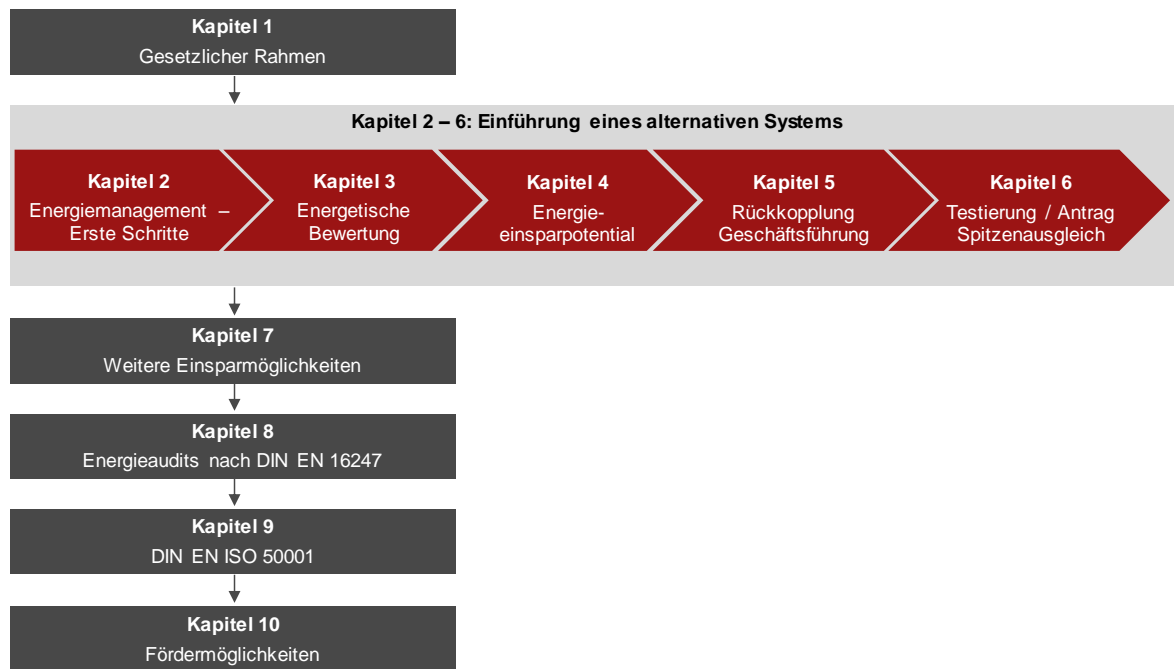 Kapitel 1
Gesetzlicher Rahmen
Kapitel 2 – 6: Einführung eines alternativen Systems
Kapitel 2
Energiemanagement –
Erste Schritte
Kapitel 3
Energetische
Bewertung
Kapitel 4
Energie-
einsparpotential
Kapitel 5
Rückkopplung
Geschäftsführung
Kapitel 6
Testierung / Antrag
Spitzenausgleich
Kapitel 7
Weitere Einsparmöglichkeiten
Kapitel 8
Energieaudits nach DIN EN 16247
Kapitel 9
DIN EN ISO 50001
Kapitel 10
Fördermöglichkeiten